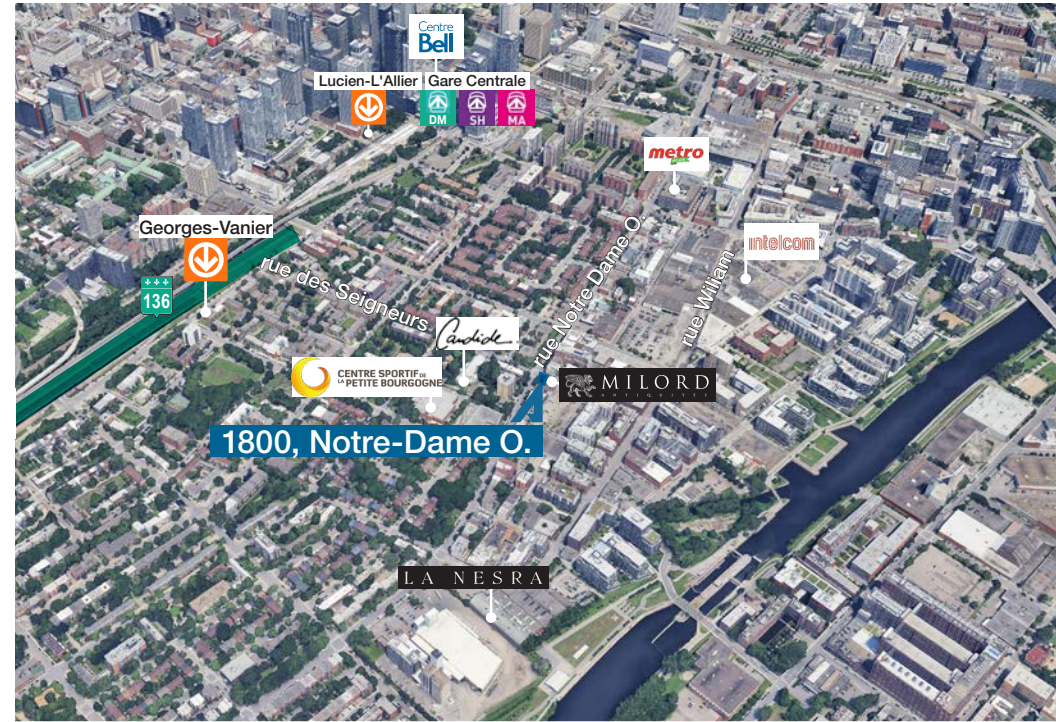 Centre
Bell
Lucien-L'Allier
Gare Centrale
DM
SH
MA
metro
Georges-Vanier
136
rue des Seigneurs
rue Notre Dame O.
rue William
intelcom
Candide
CENTRE SPORTIF DE
LA PETITE BOURGOGNE
MILORD
ANTIQUITÉS
1800, Notre-Dame O.
LA NESRA